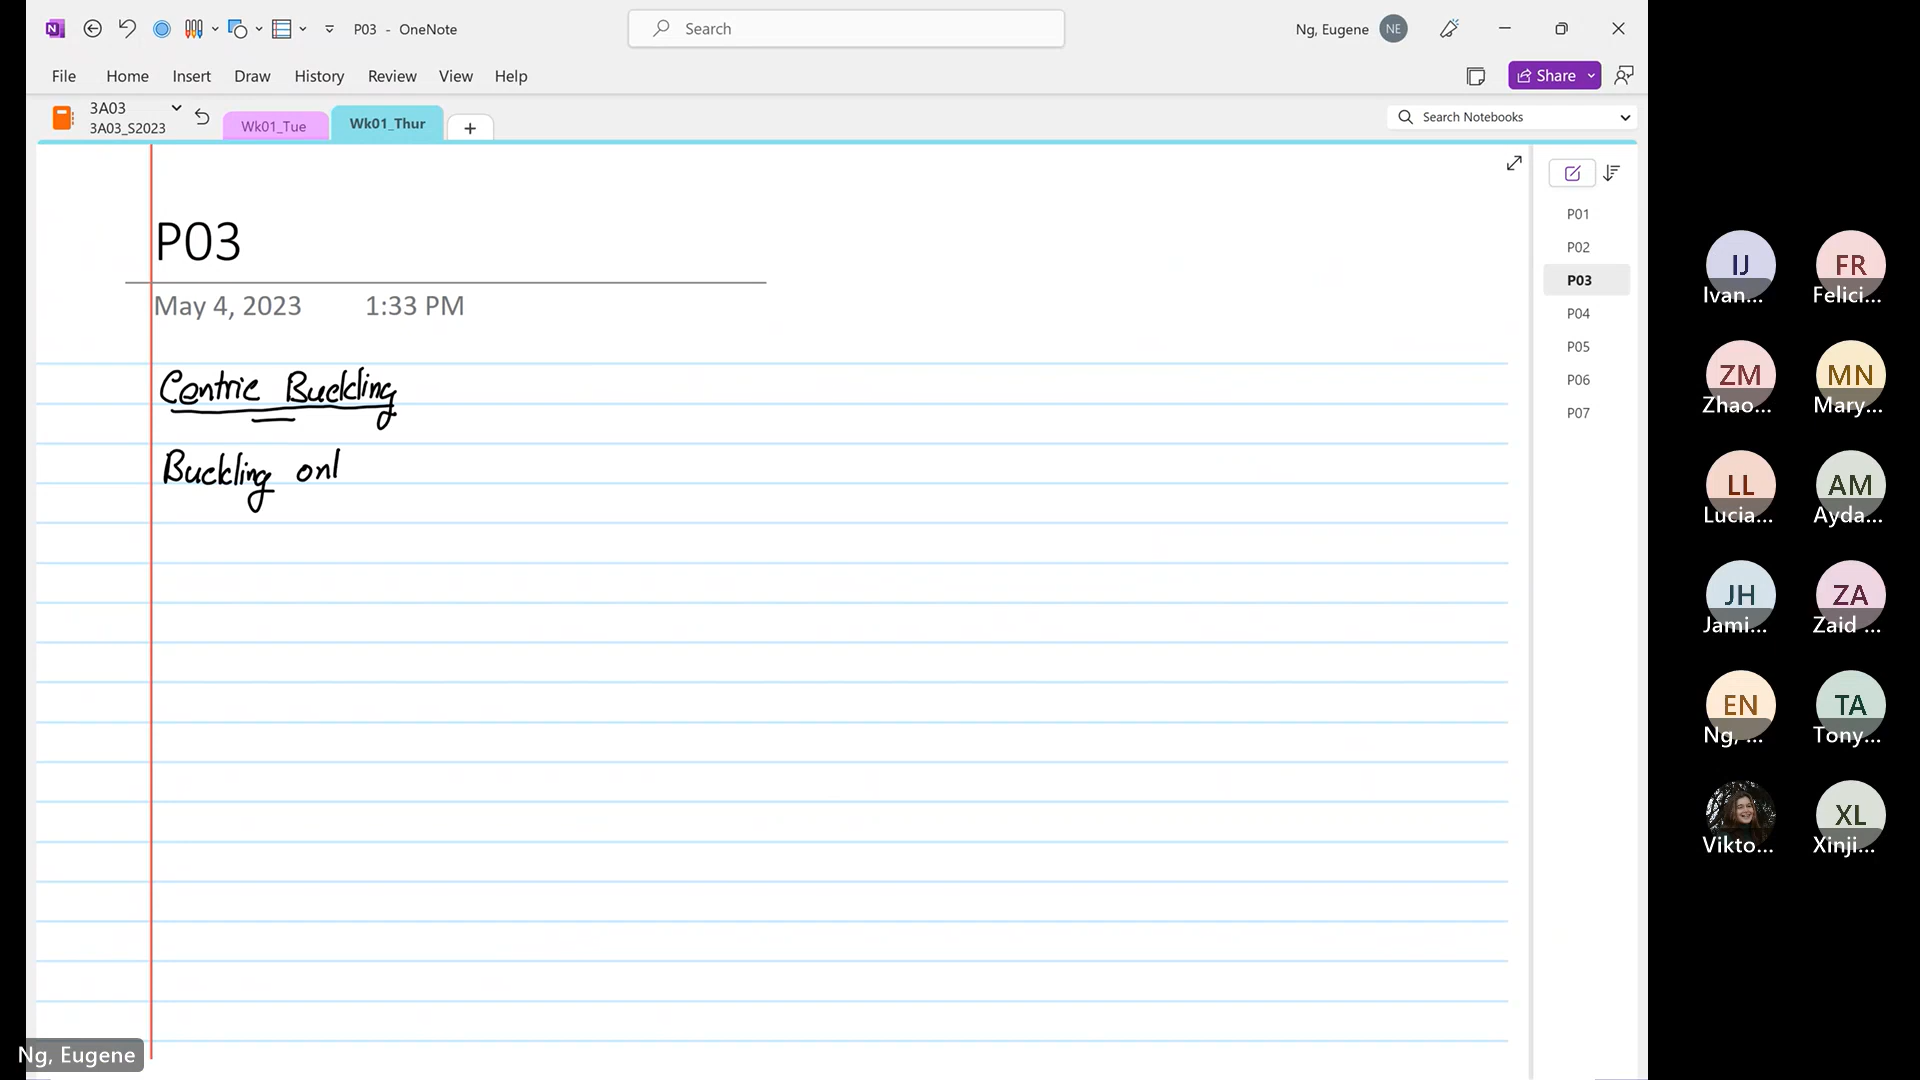 P03 - OneNote
Search
Ng, Eugene
NE
File Home Insert Draw History Review View Help
Share
3A03
3A03_S2023
Wk01_Tue
Wk01_Thur
Search Notebooks
P03
May 4, 2023 1:33 PM
Centric Buckling
Buckling onl
P01
P02
P03
P04
P05
P06
P07
IJ
Ivan...
FR
Felici...
ZM
Zhao...
MN
Mary...
LL
Lucia...
AM
Ayda...
JH
Jami...
ZA
Zaid ...
EN
Ng, ...
TA
Tony...
Vikto...
XL
Xinji...
Ng, Eugene